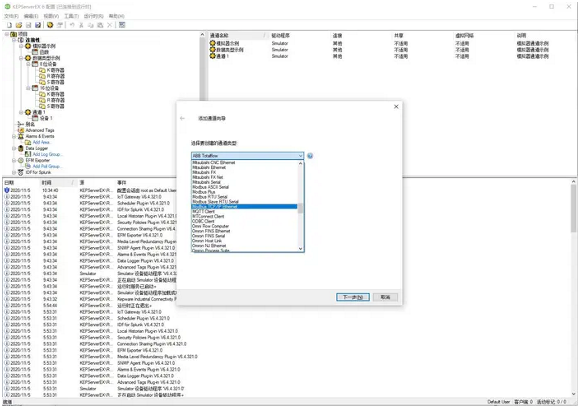 KEPServerEX 6 配置 [已连接到运行时]
文件(F) 编辑(E) 视图(V) 工具(T) 运行时(R) 帮助(H)
项目
连接性
模拟器示例
函数
数据类型示例
8 位设备
K 寄存器
R 寄存器
S 寄存器
16 位设备
K 寄存器
R 寄存器
S 寄存器
通道 1
设备 1
别名
Advanced Tags
Alarms & Events
Add Area...
Data Logger
Add Log Group...
EFM Exporter
Add Poll Group...
IDF for Splunk
通道名称 驱动程序 连接 共享 虚拟网络 说明
模拟器示例 Simulator 其他 不适用 不适用 模拟器通道示例
数据类型示例 Simulator 其他 不适用 不适用 模拟器通道示例
通道 1 Simulator 其他 不适用 不适用 模拟器通道示例
添加通道向导
选择要创建的通道类型:
ABB Totalflow
Mitsubishi CNC Ethernet
Mitsubishi Ethernet
Mitsubishi FX
Mitsubishi FX Net
Mitsubishi Serial
Modbus ASCII Serial
Modbus Plus
Modbus RTU Serial
Modbus Slave RTU Serial
Modbus TCP/IP Ethernet
MQTT Client
MTConnect Client
ODBC Client
Omni Flow Computer
Omron FINS Ethernet
Omron FINS Serial
Omron Host Link
Omron NJ Ethernet
Omron Process Suite
下一步(N) 取消
日期 时间 源 事件
2020/11/5 10:34:40 KEPServerEX\R... 配置会话由 root as Default User
2020/11/5 9:43:34 KEPServerEX\R... IoT Gateway V6.4.321.0
2020/11/5 9:43:34 KEPServerEX\R... Scheduler Plug-in V6.4.321.0
2020/11/5 9:43:34 KEPServerEX\R... IDF for Splunk V6.4.321.0
2020/11/5 9:43:34 KEPServerEX\R... Local Historian Plug-in V6.4.321.0
2020/11/5 9:43:34 KEPServerEX\R... Security Policies Plug-in V6.4.321.0
2020/11/5 9:43:34 KEPServerEX\R... Connection Sharing Plug-in V6.4.321.0
2020/11/5 9:43:34 KEPServerEX\R... EFM Exporter V6.4.321.0
2020/11/5 9:43:34 KEPServerEX\R... Media Level Redundancy Plug-in
2020/11/5 9:43:34 KEPServerEX\R... SNMP Agent Plug-in V6.4.321.0
2020/11/5 9:43:34 KEPServerEX\R... Alarms & Events Plug-in V6.4.321.0
2020/11/5 9:43:34 KEPServerEX\R... Data Logger Plug-in V6.4.321.0
2020/11/5 9:43:34 KEPServerEX\R... Advanced Tags Plug-in V6.4.321.0
2020/11/5 9:43:34 Simulator Simulator 设备驱动程序
2020/11/5 9:43:33 KEPServerEX\R... 正在启动 Simulator 设备驱动程序
2020/11/5 9:43:33 KEPServerEX\R... 运行时服务已启动。
2020/11/5 9:43:33 KEPServerEX\R... Simulator 设备驱动程序加载成功
2020/11/5 9:43:32 KEPServerEX\R... Kepware Industrial Connectivity P
2020/11/5 5:54:44 KEPServerEX\R... 运行时正在退出。
2020/11/5 5:53:31 KEPServerEX\R... IoT Gateway V6.4.321.0
2020/11/5 5:53:31 KEPServerEX\R... Scheduler Plug-in V6.4.321.0
2020/11/5 5:53:31 KEPServerEX\R... IDF for Splunk V6.4.321.0
2020/11/5 5:53:31 KEPServerEX\R... Local Historian Plug-in V6.4.321.0
2020/11/5 5:53:31 KEPServerEX\R... Security Policies Plug-in V6.4.321.0
2020/11/5 5:53:31 KEPServerEX\R... Connection Sharing Plug-in V6.4.321.0
2020/11/5 5:53:31 KEPServerEX\R... EFM Exporter V6.4.321.0
2020/11/5 5:53:31 KEPServerEX\R... Media Level Redundancy Plug-in V6.4.321.0
2020/11/5 5:53:31 KEPServerEX\R... SNMP Agent Plug-in V6.4.321.0
2020/11/5 5:53:31 KEPServerEX\R... Alarms & Events Plug-in V6.4.321.0
2020/11/5 5:53:31 KEPServerEX\R... Data Logger Plug-in V6.4.321.0
2020/11/5 5:53:31 KEPServerEX\R... Advanced Tags Plug-in V6.4.321.0
2020/11/5 5:53:31 Simulator Simulator 设备驱动程序 'V6.4.321.0'
2020/11/5 5:53:31 KEPServerEX\R... 正在启动 Simulator 设备驱动程序。
就绪 Default User 客户端: 0 活动标记: 0 / 0